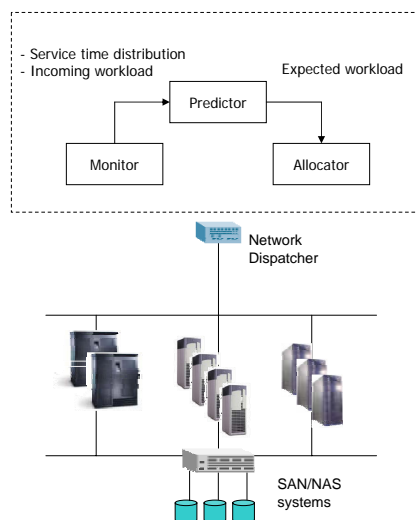 - Service time distribution
- Incoming workload
Expected workload
Predictor
Monitor
Allocator
Network
Dispatcher
SAN/NAS
systems